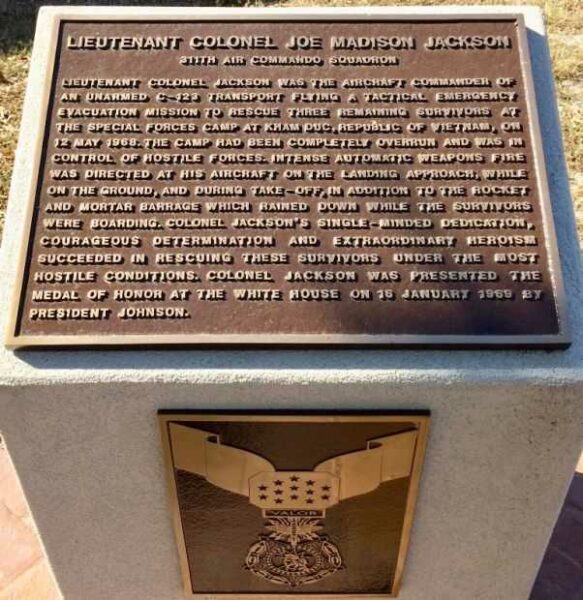 LIEUTENANT COLONEL JOE MADISON JACKSON
311TH AIR COMMANDO SQUADRON
LIEUTENANT COLONEL JACKSON WAS THE AIRCRAFT COMMANDER OF
AN UNARMED C-123 TRANSPORT FLYING A TACTICAL EMERGENCY
EVACUATION MISSION TO RESCUE THREE REMAINING SURVIVORS AT
THE SPECIAL FORCES CAMP AT KHAM DUC, REPUBLIC OF VIETNAM, ON
12 MAY 1968. THE CAMP HAD BEEN COMPLETELY OVERRUN AND WAS IN
CONTROL OF HOSTILE FORCES. INTENSE AUTOMATIC WEAPONS FIRE
WAS DIRECTED AT HIS AIRCRAFT ON THE LANDING APPROACH, WHILE
ON THE GROUND, AND DURING TAKE-OFF, IN ADDITION TO THE ROCKET
AND MORTAR BARRAGE WHICH RAINED DOWN WHILE THE SURVIVORS
WERE BOARDING. COLONEL JACKSON'S SINGLE-MINDED DEDICATION,
COURAGEOUS DETERMINATION AND EXTRAORDINARY HEROISM
SUCCEEDED IN RESCUING THESE SURVIVORS UNDER THE MOST
HOSTILE CONDITIONS. COLONEL JACKSON WAS PRESENTED THE
MEDAL OF HONOR AT THE WHITE HOUSE ON 16 JANUARY 1969 BY
PRESIDENT JOHNSON.
VALOR